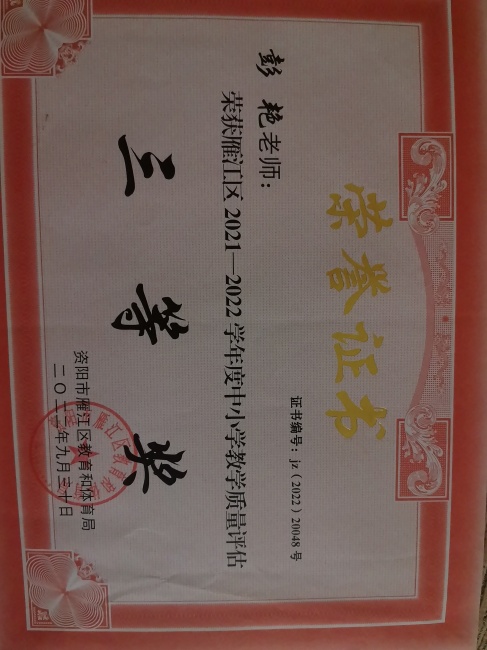 荣誉证书
证书编号：jz（2022）20048号
彭艳老师：
荣获雁江区2021—2022学年度中小学教学质量评估
三等奖
资阳市雁江区教育和体育局
二〇二二年九月三十日